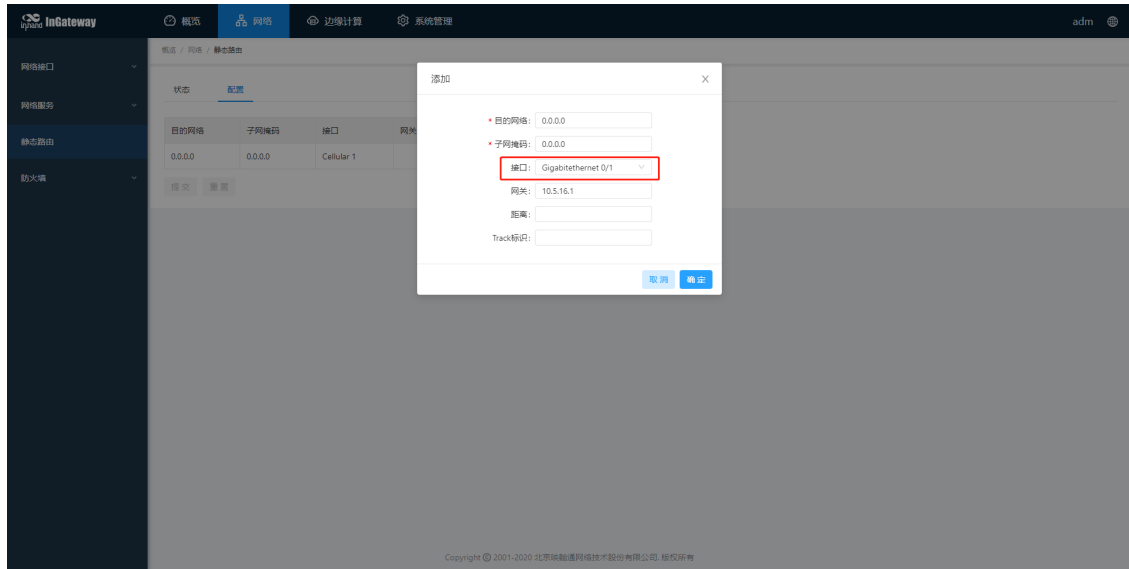 inhand InGateway 概览 网络 边缘计算 系统管理 adm
概览 / 网络 / 静态路由
网络接口
网络服务
静态路由
防火墙
状态 配置
目的网络 子网掩码 接口 网关
0.0.0.0 0.0.0.0 Cellular 1
提交 重置
添加
* 目的网络: 0.0.0.0
* 子网掩码: 0.0.0.0
接口: Gigabitethernet 0/1
网关: 10.5.16.1
距离:
Track标识:
取消 确定
Copyright © 2001-2020 北京映翰通网络技术股份有限公司. 版权所有